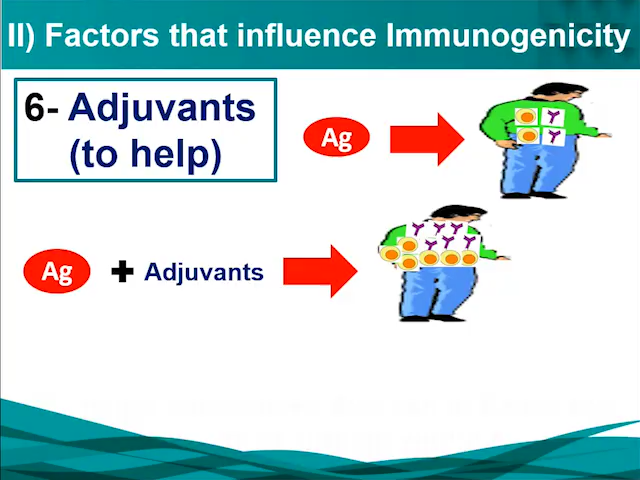 II) Factors that influence Immunogenicity
6- Adjuvants
(to help)
Ag
Ag + Adjuvants